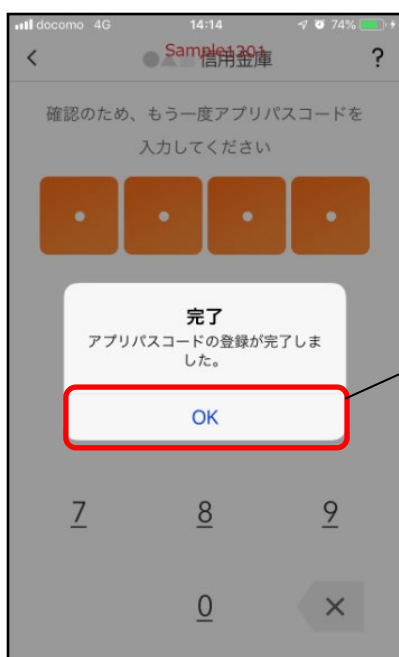 docomo 4G 14:14 74%
●▲■信用金庫 ?
Sample1301
確認のため、もう一度アプリパスコードを
入力してください
完了
アプリパスコードの登録が完了しま
した。
OK
7 8 9
0